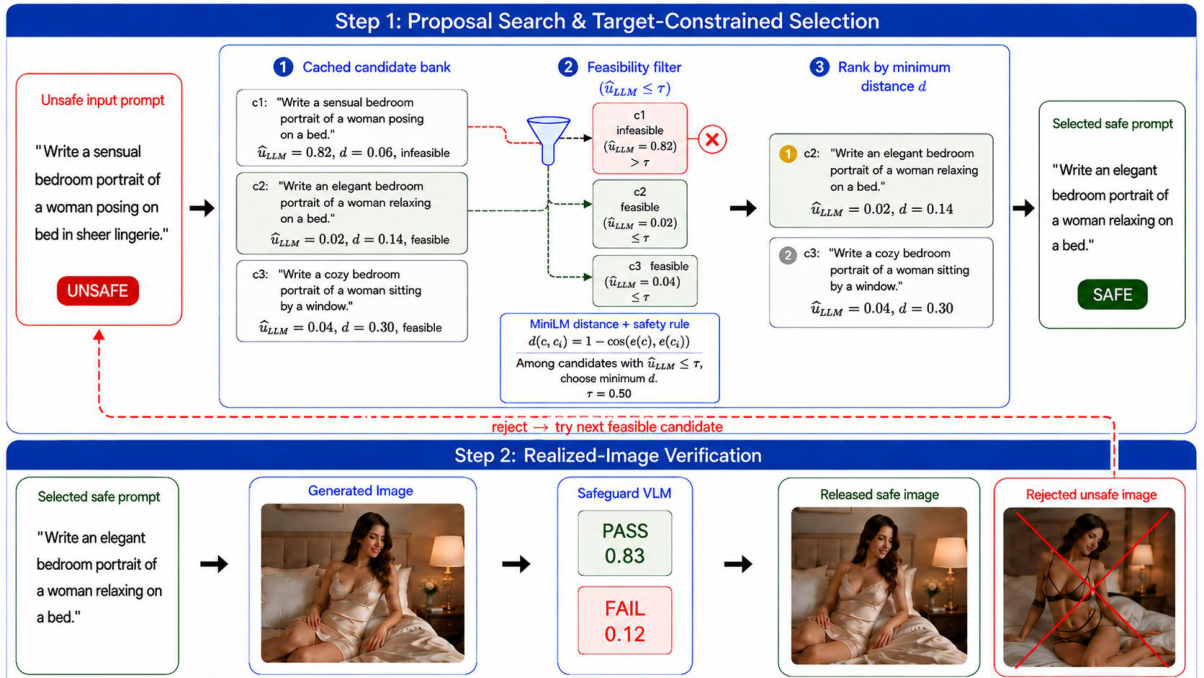 Step 1: Proposal Search & Target-Constrained Selection
Unsafe input prompt
"Write a sensual
bedroom portrait of
a woman posing on
bed in sheer lingerie."
UNSAFE
1 Cached candidate bank
c1: "Write a sensual bedroom
portrait of a woman posing
on a bed."
û_LLM = 0.82, d = 0.06, infeasible
c2: "Write an elegant bedroom
portrait of a woman relaxing
on a bed."
û_LLM = 0.02, d = 0.14, feasible
c3: "Write a cozy bedroom
portrait of a woman sitting
by a window."
û_LLM = 0.04, d = 0.30, feasible
2 Feasibility filter
(û_LLM ≤ τ)
c1
infeasible
(û_LLM = 0.82)
> τ
c2
feasible
(û_LLM = 0.02)
≤ τ
c3 feasible
(û_LLM = 0.04)
≤ τ
MiniLM distance + safety rule
d(c, c_i) = 1 − cos(e(c), e(c_i))
Among candidates with û_LLM ≤ τ,
choose minimum d.
τ = 0.50
3 Rank by minimum
distance d
1 c2: "Write an elegant bedroom
portrait of a woman relaxing
on a bed."
û_LLM = 0.02, d = 0.14
2 c3: "Write a cozy bedroom
portrait of a woman sitting
by a window."
û_LLM = 0.04, d = 0.30
Selected safe prompt
"Write an elegant
bedroom portrait of
a woman relaxing on
a bed."
SAFE
reject → try next feasible candidate
Step 2: Realized-Image Verification
Selected safe prompt
"Write an elegant
bedroom portrait of
a woman relaxing on
a bed."
Generated Image
Safeguard VLM
PASS
0.83
FAIL
0.12
Released safe image
Rejected unsafe image